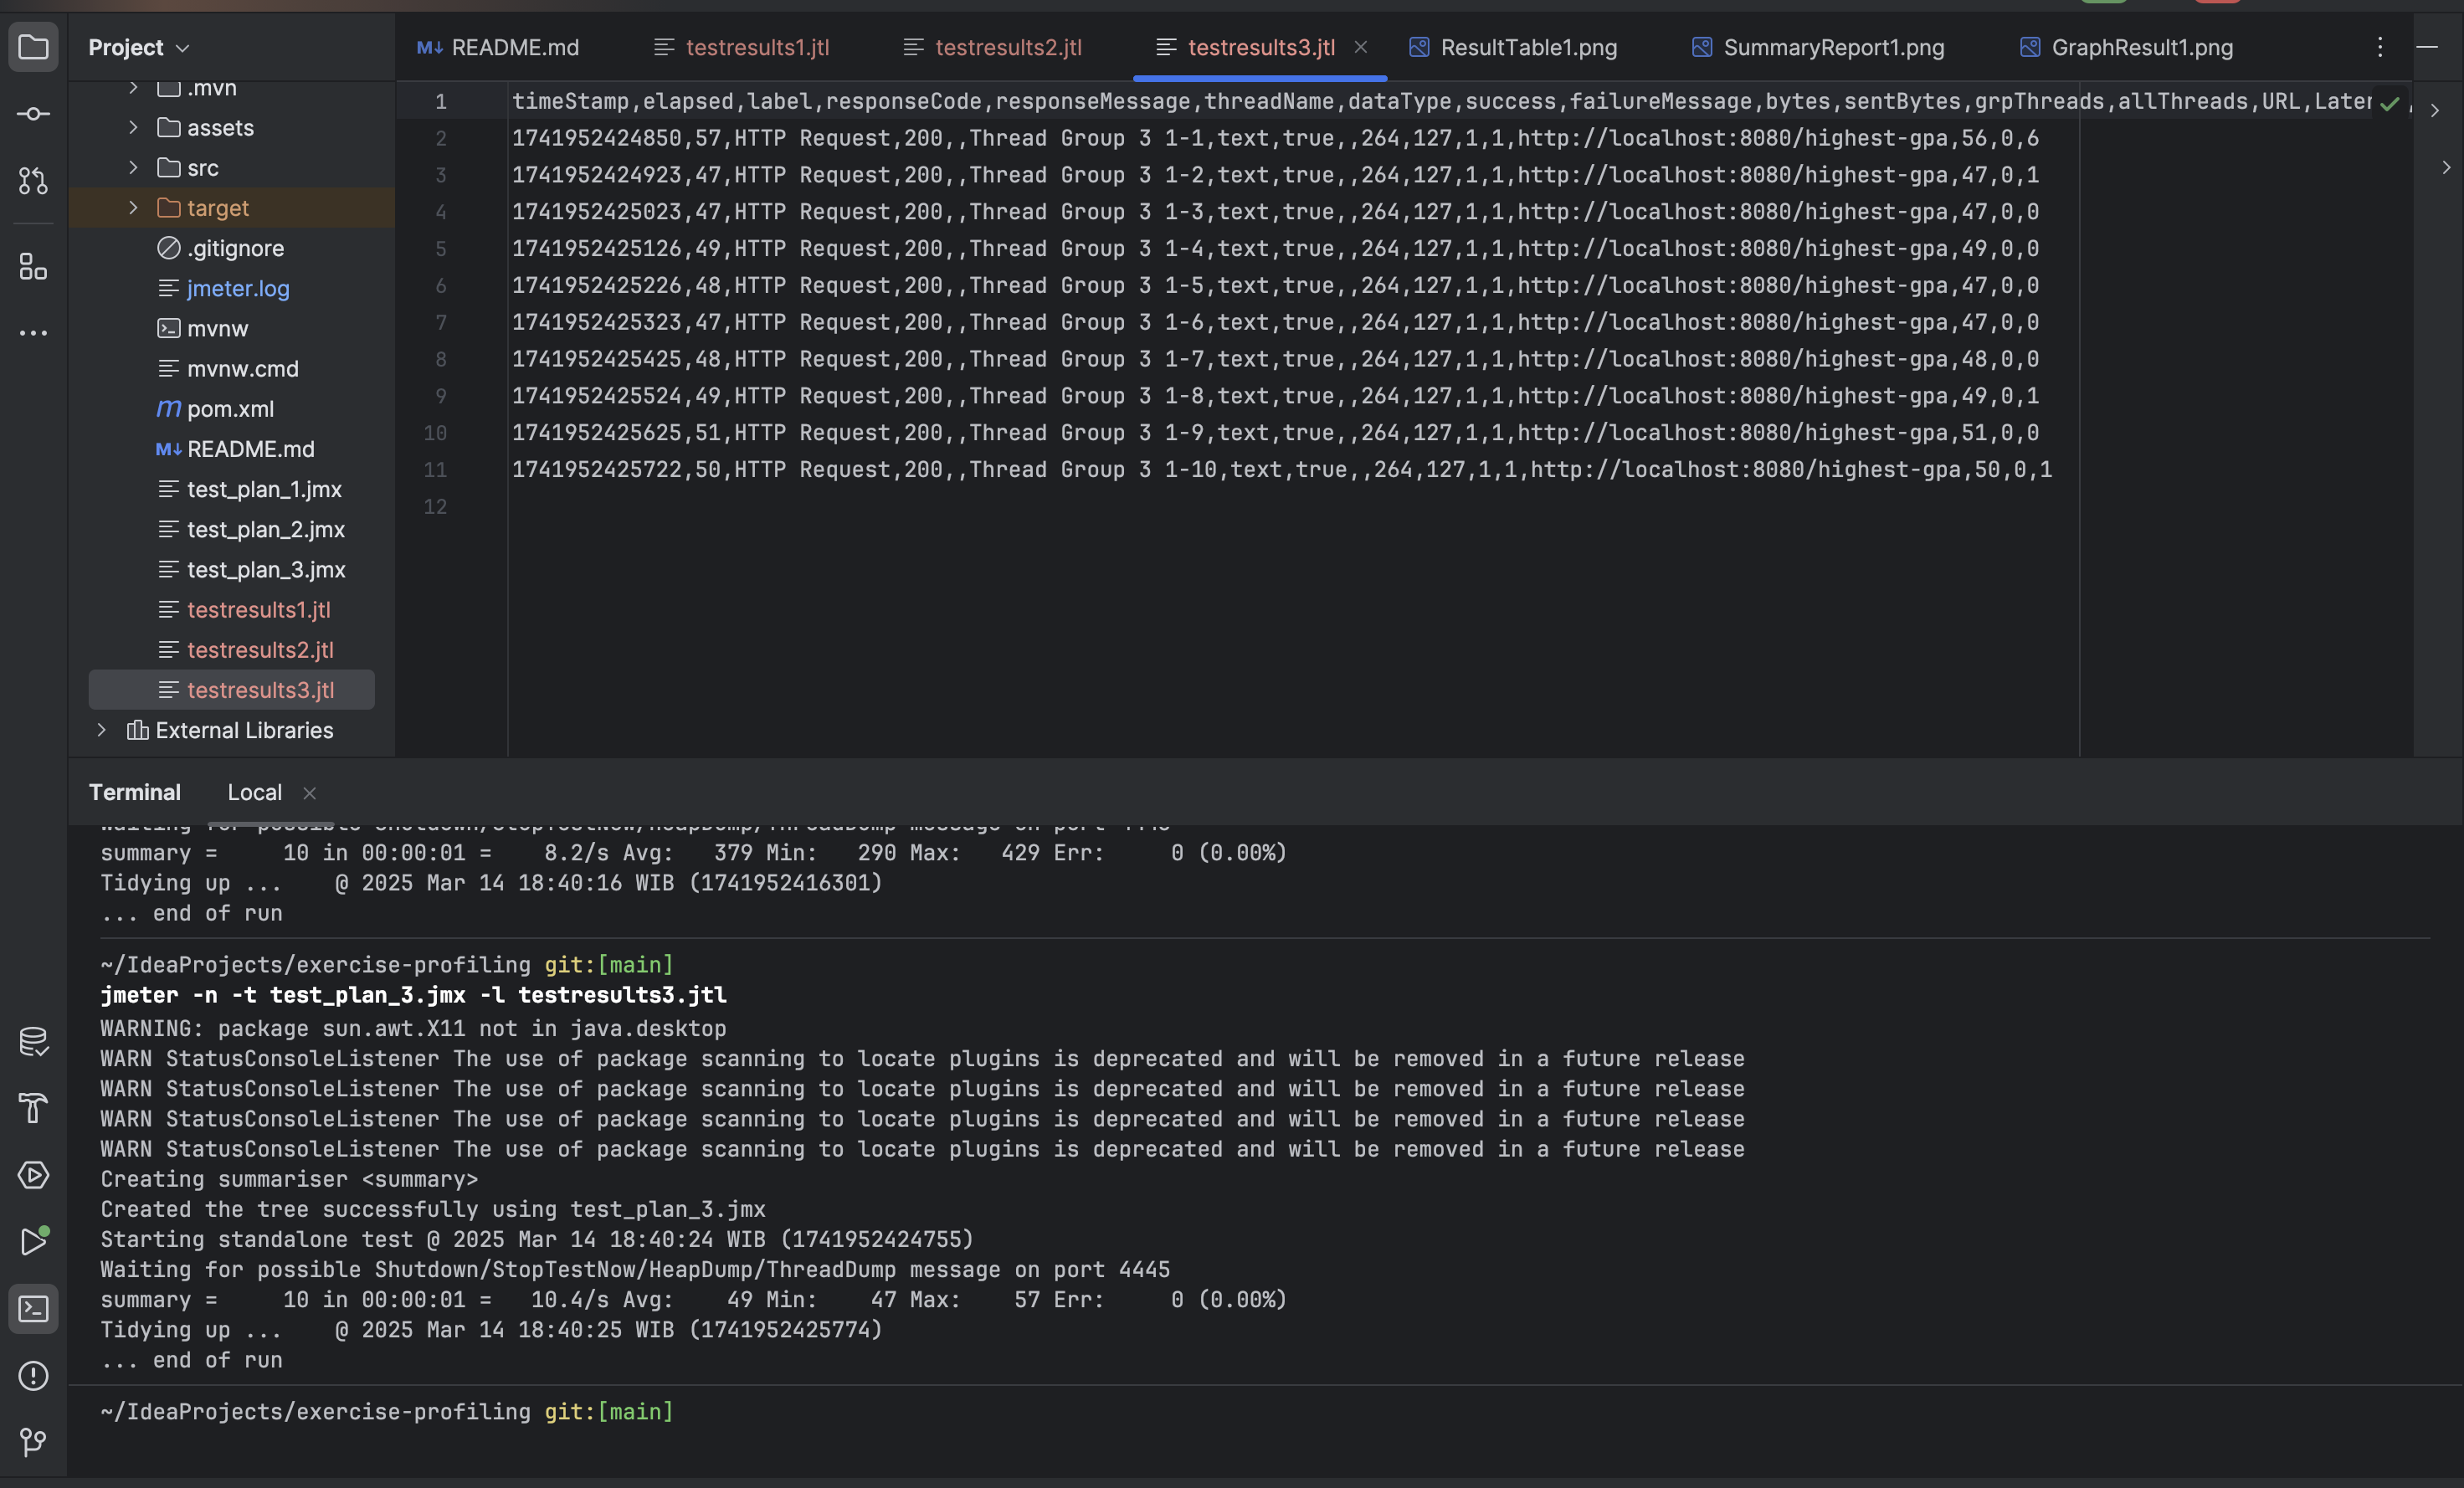 Project
README.md
testresults1.jtl
testresults2.jtl
testresults3.jtl
ResultTable1.png
SummaryReport1.png
GraphResult1.png
.mvn
assets
src
target
.gitignore
jmeter.log
mvnw
mvnw.cmd
m pom.xml
M↓ README.md
test_plan_1.jmx
test_plan_2.jmx
test_plan_3.jmx
testresults1.jtl
testresults2.jtl
testresults3.jtl
External Libraries
1 timeStamp,elapsed,label,responseCode,responseMessage,threadName,dataType,success,failureMessage,bytes,sentBytes,grpThreads,allThreads,URL,Later
2 1741952424850,57,HTTP Request,200,,Thread Group 3 1-1,text,true,,264,127,1,1,http://localhost:8080/highest-gpa,56,0,6
3 1741952424923,47,HTTP Request,200,,Thread Group 3 1-2,text,true,,264,127,1,1,http://localhost:8080/highest-gpa,47,0,1
4 1741952425023,47,HTTP Request,200,,Thread Group 3 1-3,text,true,,264,127,1,1,http://localhost:8080/highest-gpa,47,0,0
5 1741952425126,49,HTTP Request,200,,Thread Group 3 1-4,text,true,,264,127,1,1,http://localhost:8080/highest-gpa,49,0,0
6 1741952425226,48,HTTP Request,200,,Thread Group 3 1-5,text,true,,264,127,1,1,http://localhost:8080/highest-gpa,47,0,0
7 1741952425323,47,HTTP Request,200,,Thread Group 3 1-6,text,true,,264,127,1,1,http://localhost:8080/highest-gpa,47,0,0
8 1741952425425,48,HTTP Request,200,,Thread Group 3 1-7,text,true,,264,127,1,1,http://localhost:8080/highest-gpa,48,0,0
9 1741952425524,49,HTTP Request,200,,Thread Group 3 1-8,text,true,,264,127,1,1,http://localhost:8080/highest-gpa,49,0,1
10 1741952425625,51,HTTP Request,200,,Thread Group 3 1-9,text,true,,264,127,1,1,http://localhost:8080/highest-gpa,51,0,0
11 1741952425722,50,HTTP Request,200,,Thread Group 3 1-10,text,true,,264,127,1,1,http://localhost:8080/highest-gpa,50,0,1
12
Terminal Local
Waiting for possible Shutdown/StopTestNow/HeapDump/ThreadDump message on port 4445
summary =     10 in 00:00:01 =    8.2/s Avg:   379 Min:   290 Max:   429 Err:     0 (0.00%)
Tidying up ...    @ 2025 Mar 14 18:40:16 WIB (1741952416301)
... end of run
~/IdeaProjects/exercise-profiling git:[main]
jmeter -n -t test_plan_3.jmx -l testresults3.jtl
WARNING: package sun.awt.X11 not in java.desktop
WARN StatusConsoleListener The use of package scanning to locate plugins is deprecated and will be removed in a future release
WARN StatusConsoleListener The use of package scanning to locate plugins is deprecated and will be removed in a future release
WARN StatusConsoleListener The use of package scanning to locate plugins is deprecated and will be removed in a future release
WARN StatusConsoleListener The use of package scanning to locate plugins is deprecated and will be removed in a future release
Creating summariser <summary>
Created the tree successfully using test_plan_3.jmx
Starting standalone test @ 2025 Mar 14 18:40:24 WIB (1741952424755)
Waiting for possible Shutdown/StopTestNow/HeapDump/ThreadDump message on port 4445
summary =     10 in 00:00:01 =   10.4/s Avg:    49 Min:    47 Max:    57 Err:     0 (0.00%)
Tidying up ...    @ 2025 Mar 14 18:40:25 WIB (1741952425774)
... end of run
~/IdeaProjects/exercise-profiling git:[main]